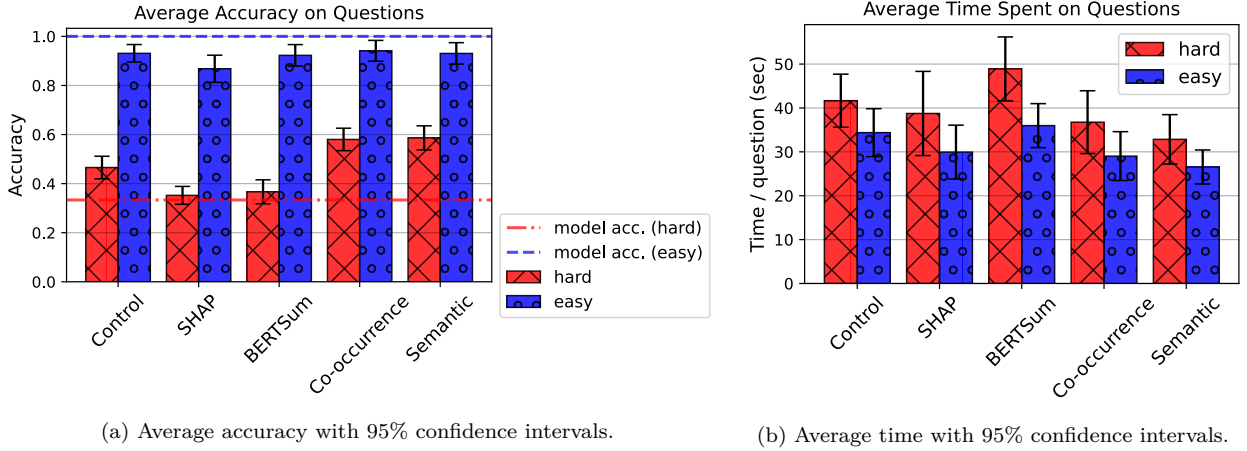 Average Accuracy on Questions
1.0
0.8
0.6
0.4
0.2
0.0
Accuracy
Control
SHAP
BERTSum
Co-occurrence
Semantic
model acc. (hard)
model acc. (easy)
hard
easy
(a) Average accuracy with 95% confidence intervals.
Average Time Spent on Questions
50
40
30
20
10
0
Time / question (sec)
hard
easy
Control
SHAP
BERTSum
Co-occurrence
Semantic
(b) Average time with 95% confidence intervals.